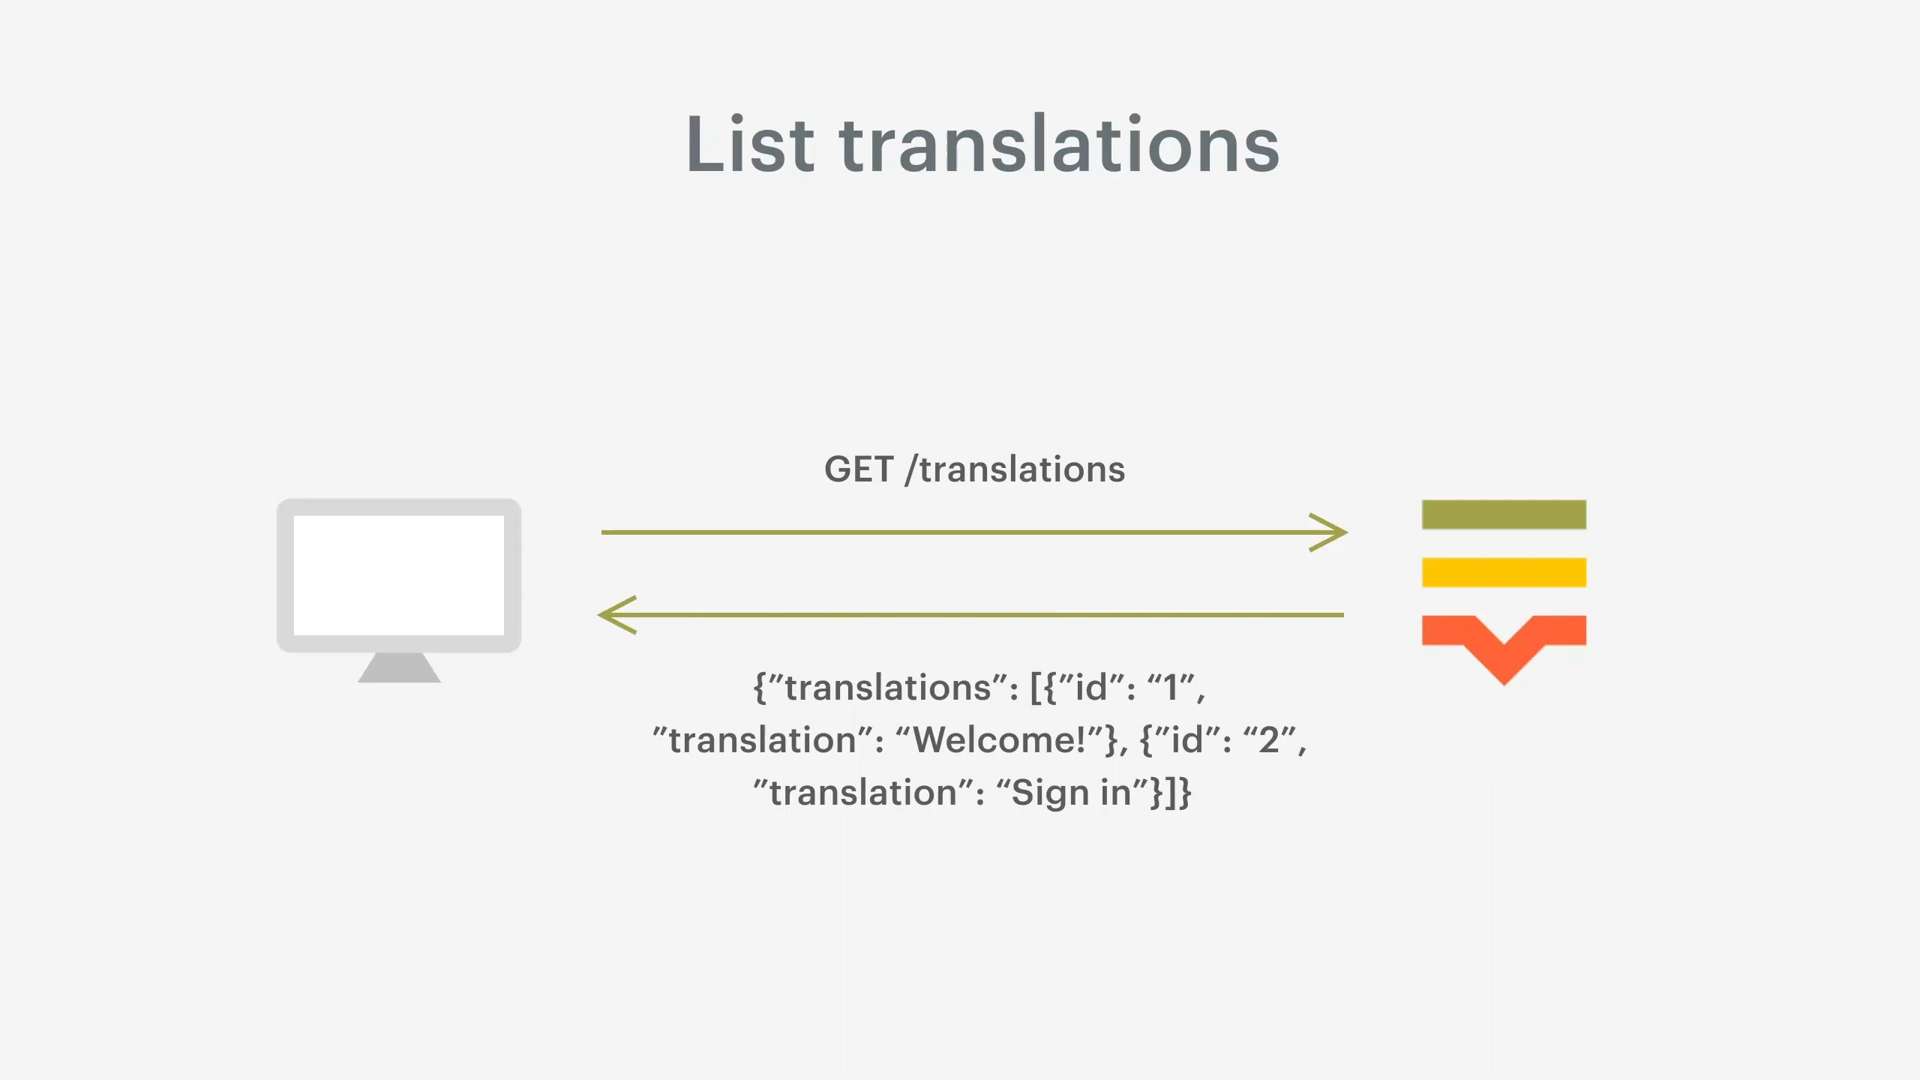 List translations
GET /translations
{”translations”: [{”id”: “1”,
”translation”: “Welcome!”}, {”id”: “2”,
”translation”: “Sign in”}]}